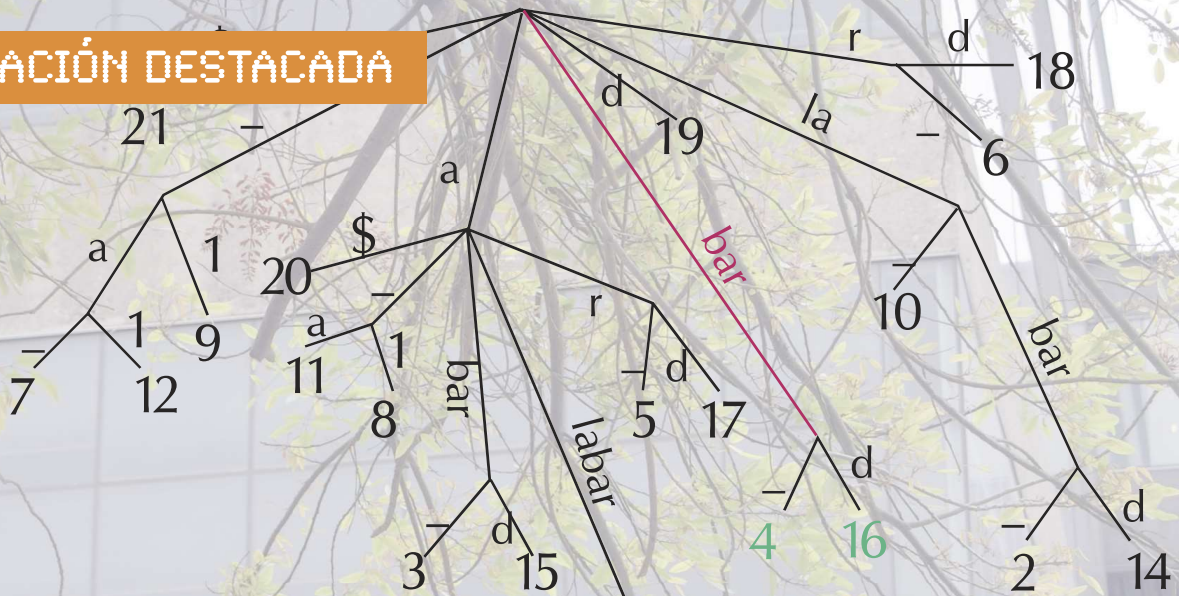 ACIÓN DESTACADA
r d 18
21 _ d 19 la _ 6
a
a 1 20 $ _ bar
a 1 r _ 10
_ 1 9 11 8 bar _ d bar
7 12 5 17
labar _ d
_ d 4 16 _ d
3 15 2 14